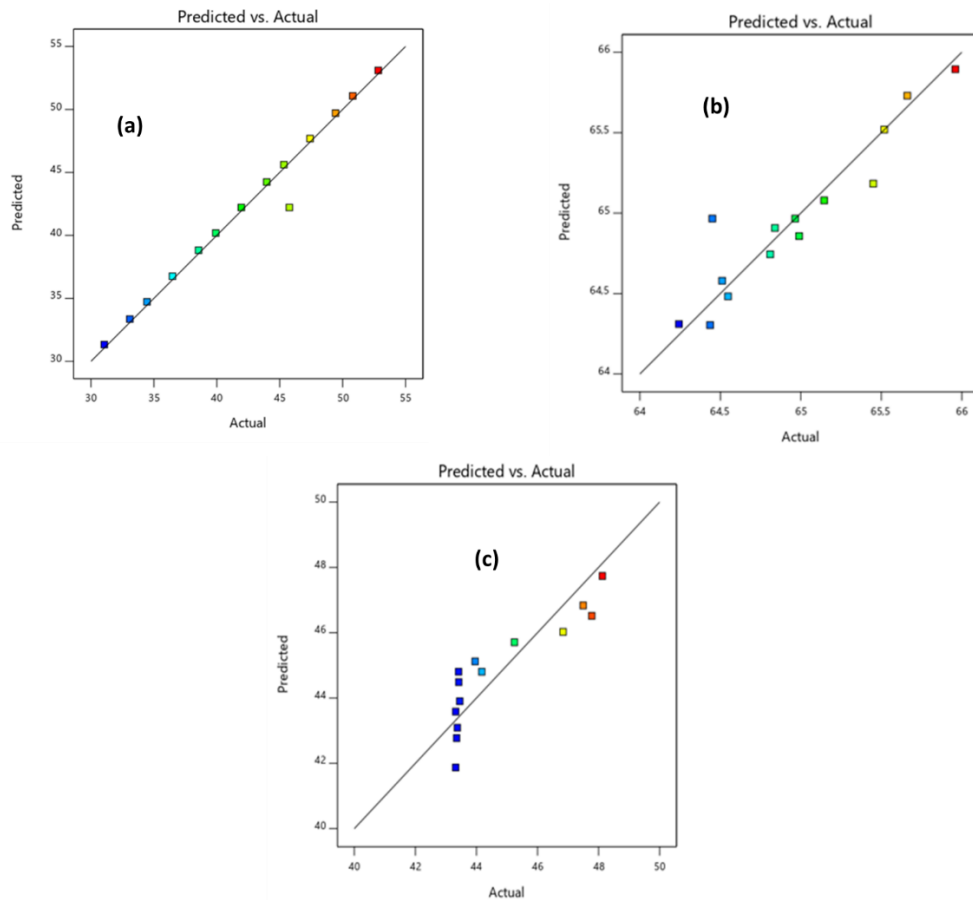 Predicted vs. Actual
(a)
55
50
45
40
35
30
Predicted
30 35 40 45 50 55
Actual
Predicted vs. Actual
(b)
66
65.5
65
64.5
64
Predicted
64 64.5 65 65.5 66
Actual
Predicted vs. Actual
(c)
50
48
46
44
42
40
Predicted
40 42 44 46 48 50
Actual